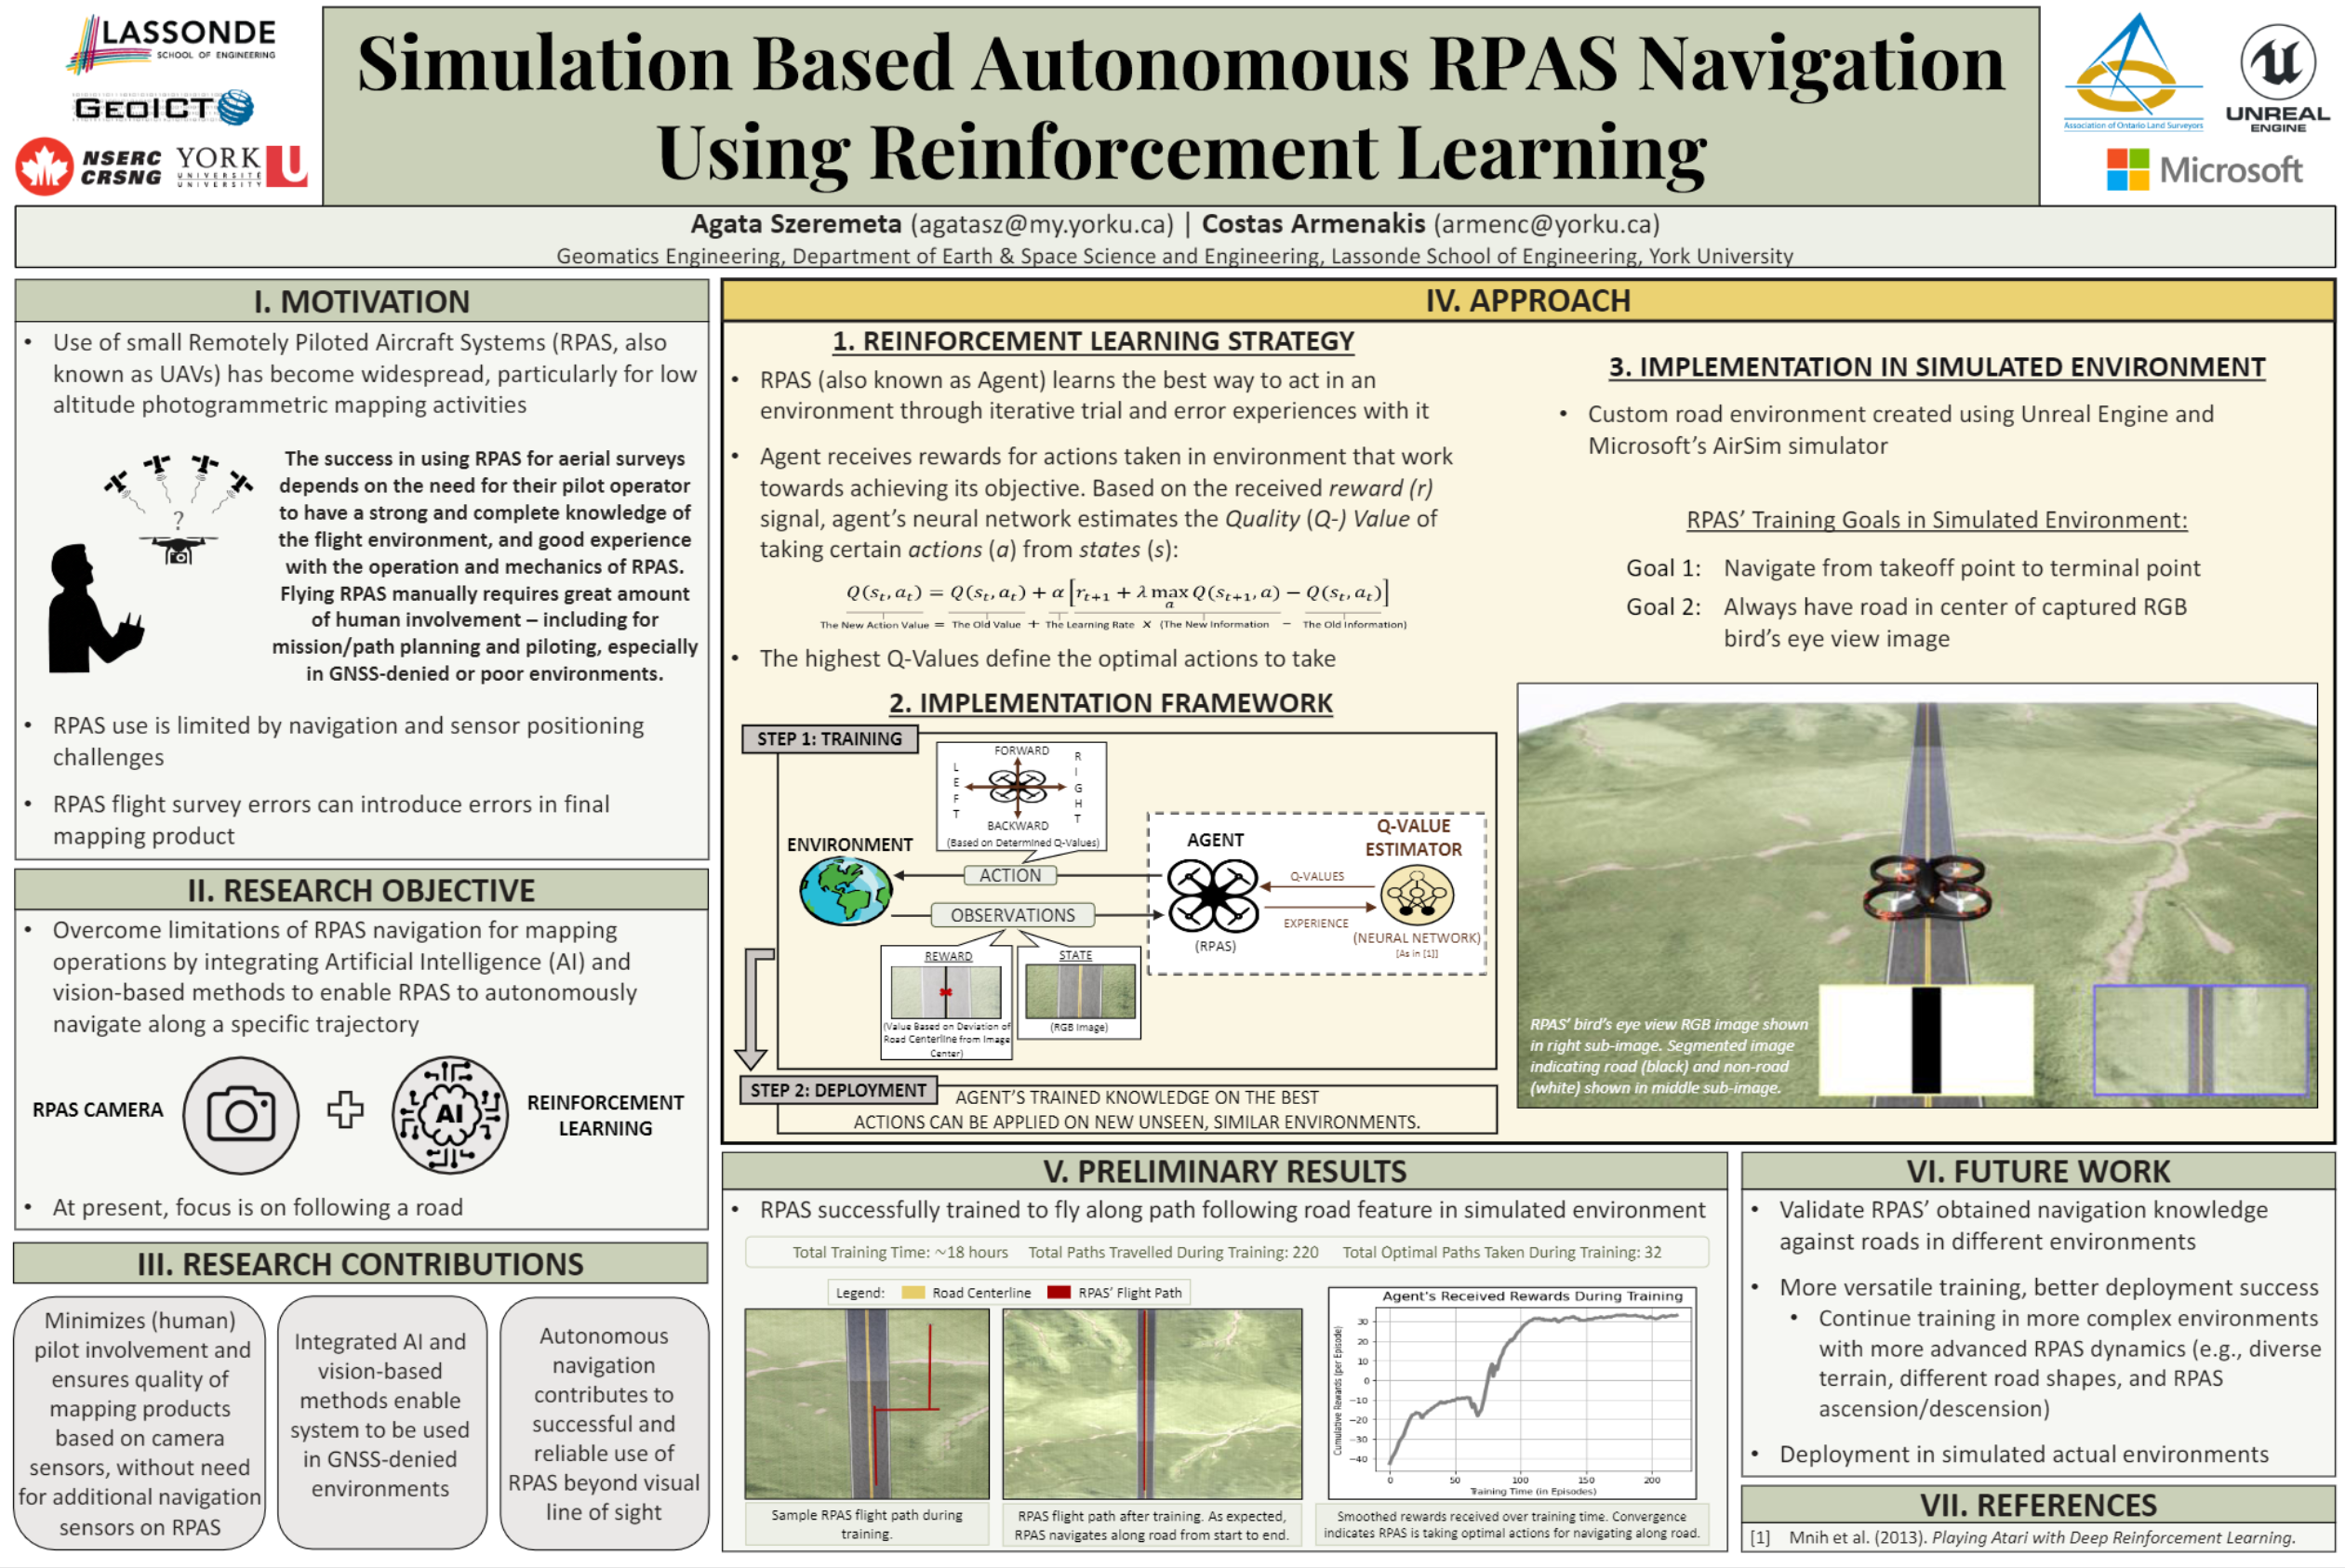 LASSONDE
SCHOOL OF ENGINEERING
GEOICT
NSERC
CRSNG
YORK
UNIVERSITÉ
UNIVERSITY
U
Simulation Based Autonomous RPAS Navigation
Using Reinforcement Learning
Association of Ontario Land Surveyors
UNREAL
ENGINE
Microsoft
Agata Szeremeta (agatasz@my.yorku.ca) | Costas Armenakis (armenc@yorku.ca)
Geomatics Engineering, Department of Earth & Space Science and Engineering, Lassonde School of Engineering, York University
I. MOTIVATION
• Use of small Remotely Piloted Aircraft Systems (RPAS, also
known as UAVs) has become widespread, particularly for low
altitude photogrammetric mapping activities
?
The success in using RPAS for aerial surveys
depends on the need for their pilot operator
to have a strong and complete knowledge of
the flight environment, and good experience
with the operation and mechanics of RPAS.
Flying RPAS manually requires great amount
of human involvement – including for
mission/path planning and piloting, especially
in GNSS-denied or poor environments.
• RPAS use is limited by navigation and sensor positioning
challenges
• RPAS flight survey errors can introduce errors in final
mapping product
II. RESEARCH OBJECTIVE
• Overcome limitations of RPAS navigation for mapping
operations by integrating Artificial Intelligence (AI) and
vision-based methods to enable RPAS to autonomously
navigate along a specific trajectory
RPAS CAMERA
AI
REINFORCEMENT
LEARNING
• At present, focus is on following a road
III. RESEARCH CONTRIBUTIONS
Minimizes (human)
pilot involvement and
ensures quality of
mapping products
based on camera
sensors, without need
for additional navigation
sensors on RPAS
Integrated AI and
vision-based
methods enable
system to be used
in GNSS-denied
environments
Autonomous
navigation
contributes to
successful and
reliable use of
RPAS beyond visual
line of sight
IV. APPROACH
1. REINFORCEMENT LEARNING STRATEGY
• RPAS (also known as Agent) learns the best way to act in an
environment through iterative trial and error experiences with it
• Agent receives rewards for actions taken in environment that work
towards achieving its objective. Based on the received reward (r)
signal, agent's neural network estimates the Quality (Q-) Value of
taking certain actions (a) from states (s):
Q(st, at) = Q(st, at) + α [rt+1 + λ max Q(st+1, a) − Q(st, at)]
a
The New Action Value = The Old Value + The Learning Rate × (The New Information − The Old Information)
• The highest Q-Values define the optimal actions to take
2. IMPLEMENTATION FRAMEWORK
STEP 1: TRAINING
FORWARD
LEFT
RIGHT
BACKWARD
(Based on Determined Q-Values)
ENVIRONMENT
ACTION
OBSERVATIONS
AGENT
(RPAS)
Q-VALUES
EXPERIENCE
Q-VALUE
ESTIMATOR
(NEURAL NETWORK)
[As in [1]]
REWARD
(Value Based on Deviation of
Road Centerline from Image
Center)
STATE
(RGB Image)
STEP 2: DEPLOYMENT
AGENT'S TRAINED KNOWLEDGE ON THE BEST
ACTIONS CAN BE APPLIED ON NEW UNSEEN, SIMILAR ENVIRONMENTS.
3. IMPLEMENTATION IN SIMULATED ENVIRONMENT
• Custom road environment created using Unreal Engine and
Microsoft's AirSim simulator
RPAS' Training Goals in Simulated Environment:
Goal 1: Navigate from takeoff point to terminal point
Goal 2: Always have road in center of captured RGB
bird's eye view image
RPAS' bird's eye view RGB image shown
in right sub-image. Segmented image
indicating road (black) and non-road
(white) shown in middle sub-image.
V. PRELIMINARY RESULTS
• RPAS successfully trained to fly along path following road feature in simulated environment
Total Training Time: ~18 hours Total Paths Travelled During Training: 220 Total Optimal Paths Taken During Training: 32
Legend: Road Centerline RPAS' Flight Path
Sample RPAS flight path during
training.
RPAS flight path after training. As expected,
RPAS navigates along road from start to end.
Agent's Received Rewards During Training
Cumulative Rewards (per Episode)
30
20
10
0
−10
−20
−30
−40
0 50 100 150 200
Training Time (in Episodes)
Smoothed rewards received over training time. Convergence
indicates RPAS is taking optimal actions for navigating along road.
VI. FUTURE WORK
• Validate RPAS' obtained navigation knowledge
against roads in different environments
• More versatile training, better deployment success
• Continue training in more complex environments
with more advanced RPAS dynamics (e.g., diverse
terrain, different road shapes, and RPAS
ascension/descension)
• Deployment in simulated actual environments
VII. REFERENCES
[1] Mnih et al. (2013). Playing Atari with Deep Reinforcement Learning.